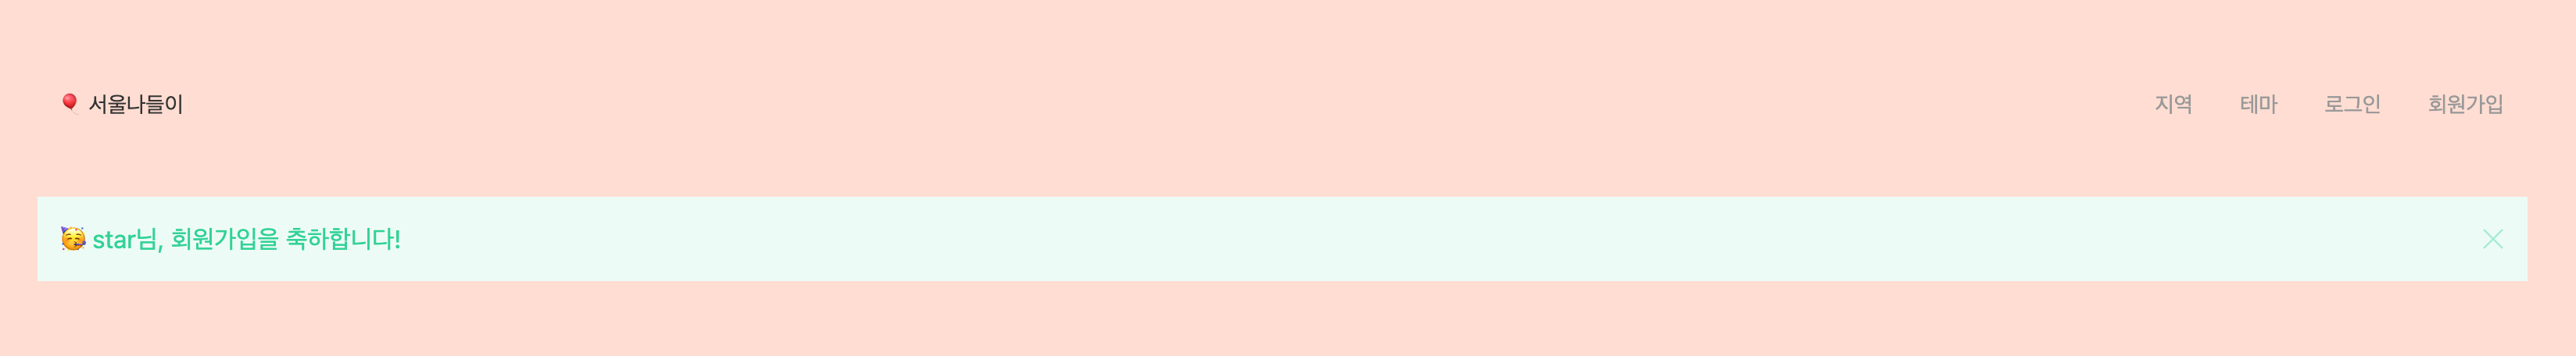 🎈 서울나들이
지역 테마 로그인 회원가입
🥳 star님, 회원가입을 축하합니다!